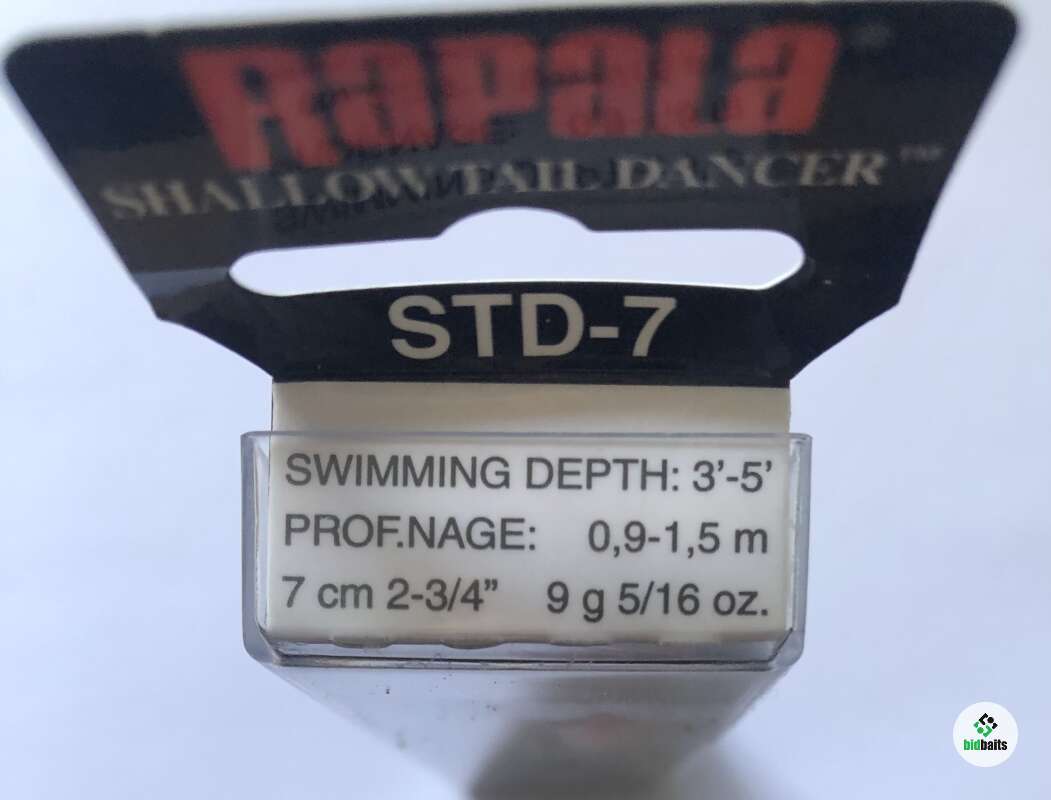 Rapala®
SHALLOW TAIL DANCER™
STD-7
SWIMMING DEPTH: 3'-5'
PROF.NAGE: 0,9-1,5 m
7 cm 2-3/4” 9 g 5/16 oz.
bidbaits